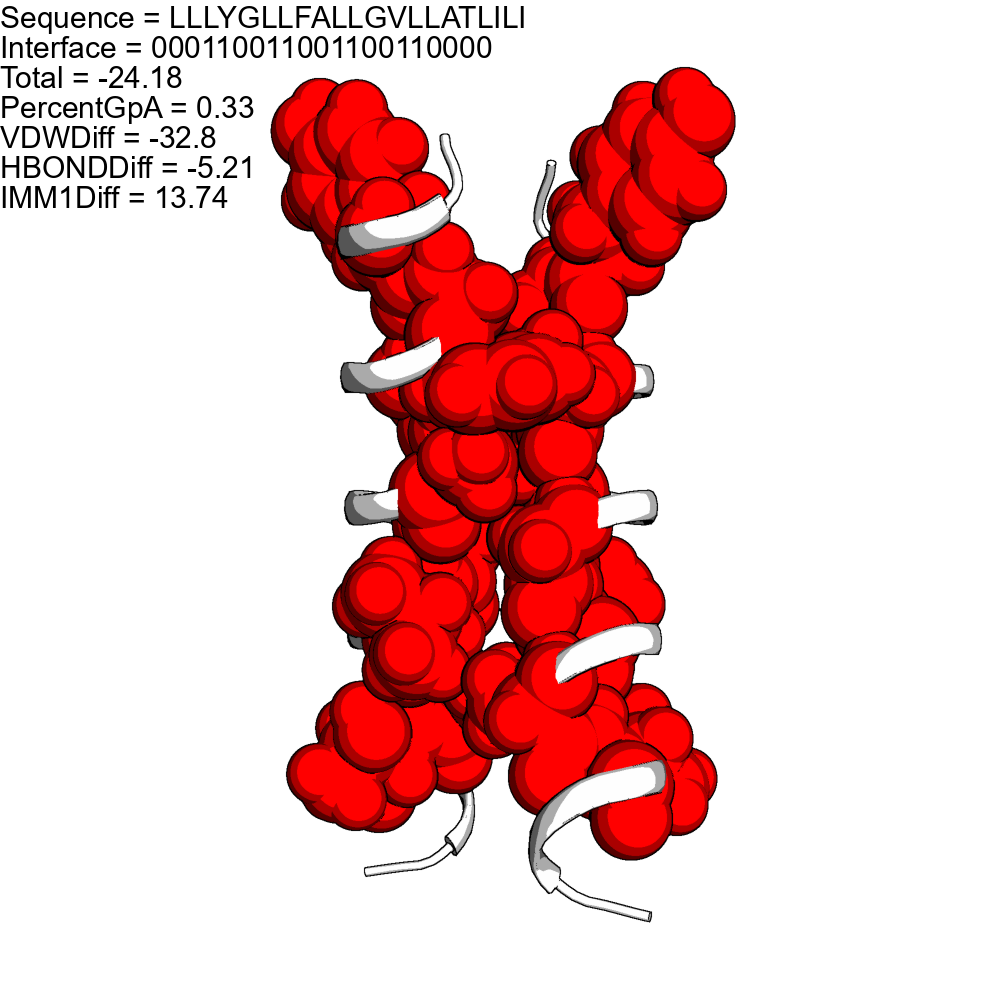 Sequence = LLLYGLLFALLGVLLATLILI
Interface = 000110011001100110000
Total = -24.18
PercentGpA = 0.33
VDWDiff = -32.8
HBONDDiff = -5.21
IMM1Diff = 13.74